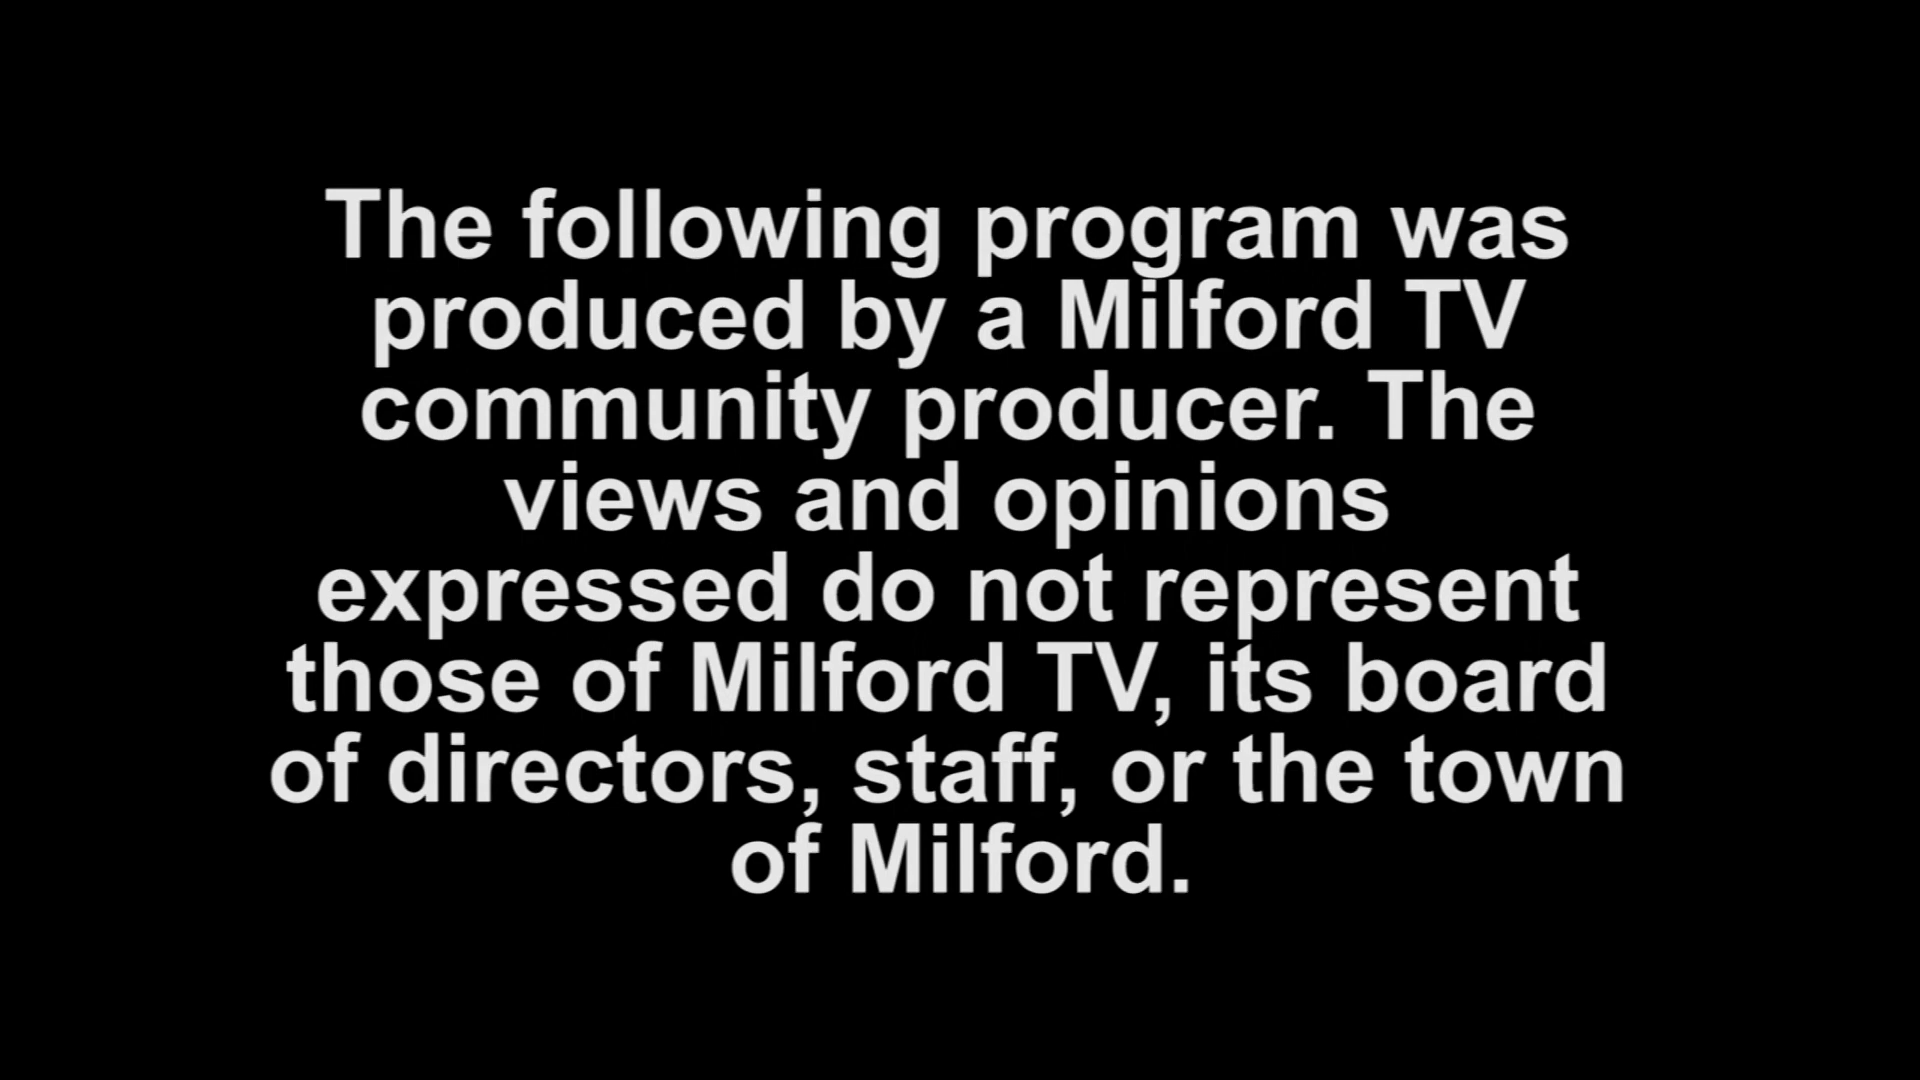 The following program was
produced by a Milford TV
community producer. The
views and opinions
expressed do not represent
those of Milford TV, its board
of directors, staff, or the town
of Milford.